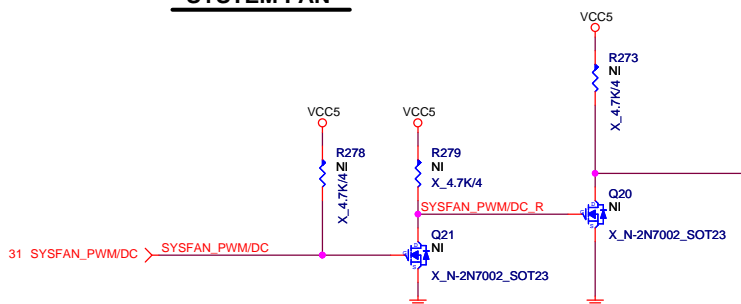 SYSTEM FAN
VCC5
R273
NI
X_4.7K/4
VCC5
VCC5
R278
NI
X_4.7K/4
R279
NI
X_4.7K/4
SYSFAN_PWM/DC_R
Q20
NI
X_N-2N7002_SOT23
31 SYSFAN_PWM/DC
SYSFAN_PWM/DC
Q21
NI
X_N-2N7002_SOT23